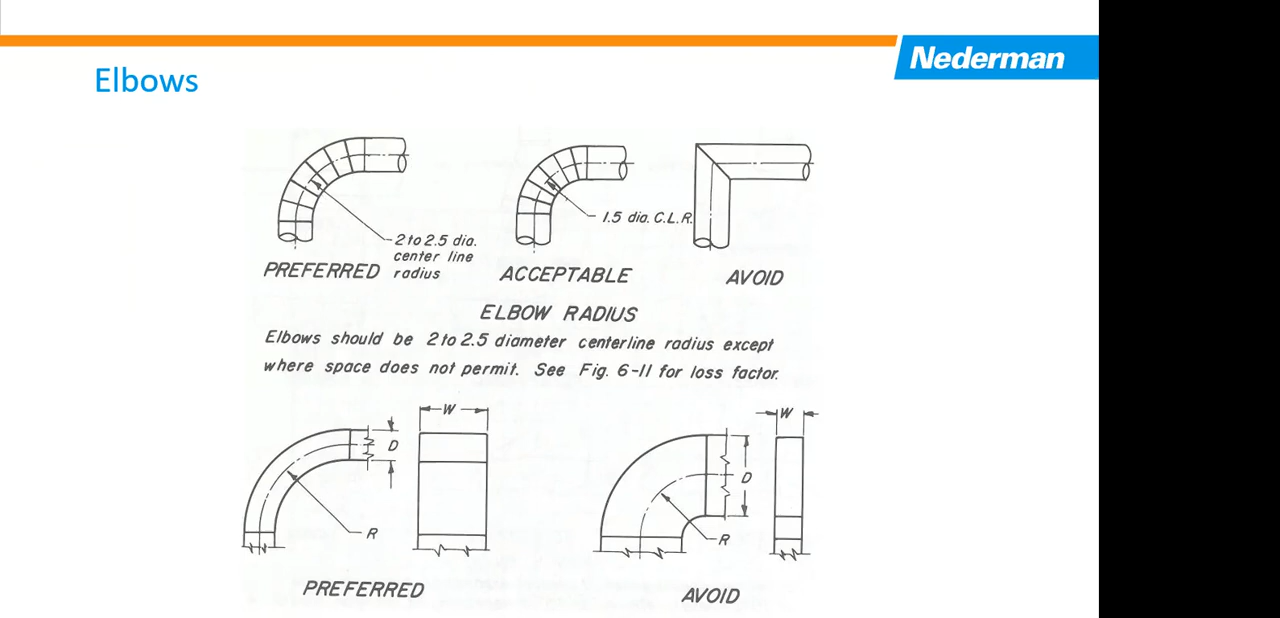 Nederman
Elbows
2 to 2.5 dia.
center line
radius
1.5 dia. C.L.R.
PREFERRED
ACCEPTABLE
AVOID
ELBOW RADIUS
Elbows should be 2 to 2.5 diameter centerline radius except
where space does not permit. See Fig. 6-11 for loss factor.
W
D
R
W
D
R
PREFERRED
AVOID